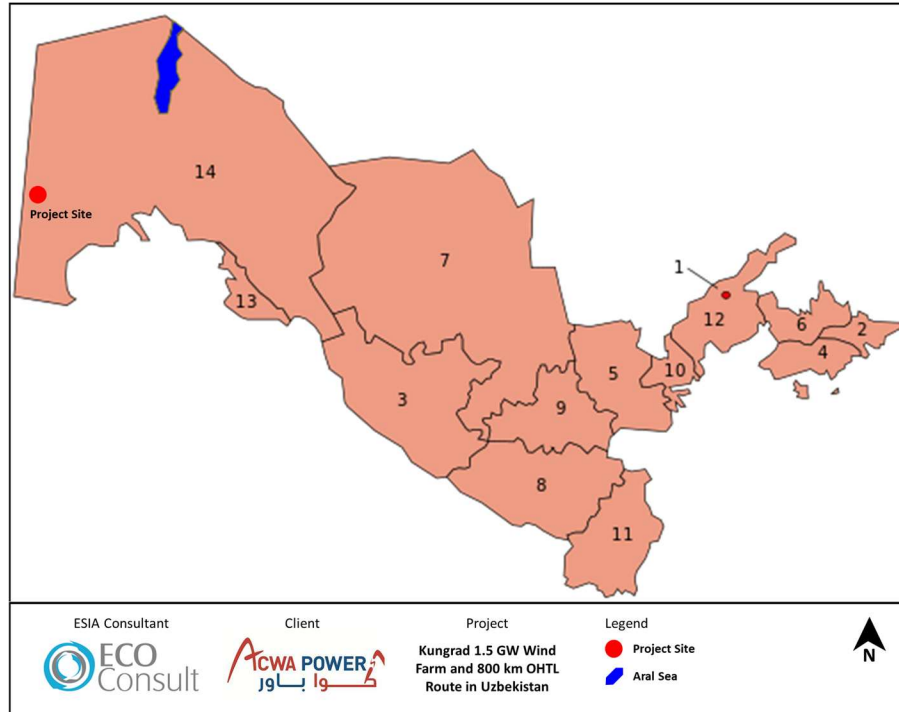 14
Project Site
7
1
13
12
6
2
4
10
5
3
9
8
11
ESIA Consultant
Client
Project
Legend
ECO
Consult
ACWA POWER
أكوا باور
Kungrad 1.5 GW Wind
Farm and 800 km OHTL
Route in Uzbekistan
Project Site
Aral Sea
N